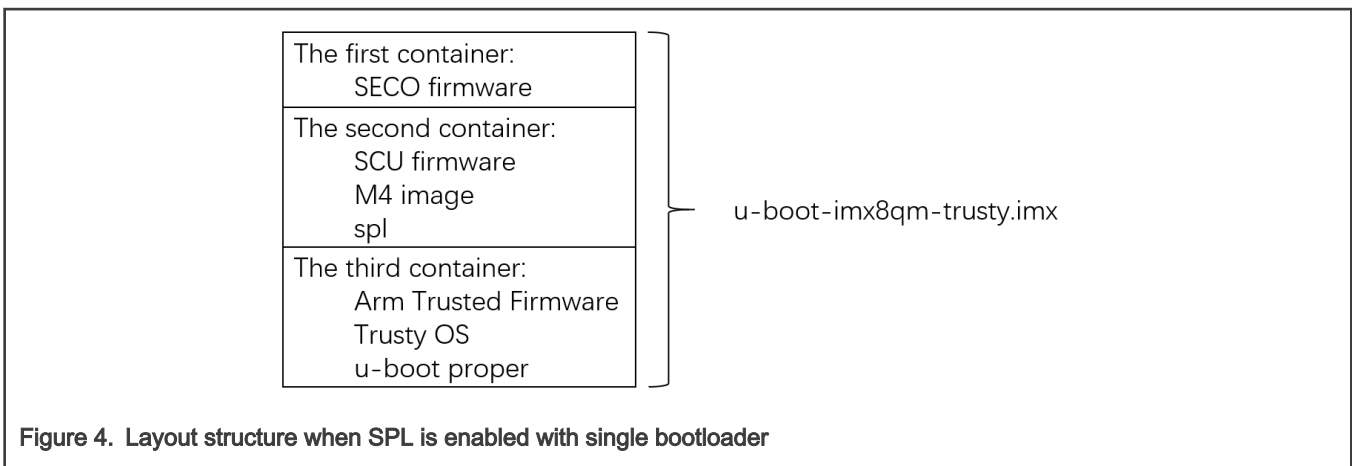 The first container:
SECO firmware
The second container:
SCU firmware
M4 image
spl
The third container:
Arm Trusted Firmware
Trusty OS
u-boot proper
u-boot-imx8qm-trusty.imx
Figure 4. Layout structure when SPL is enabled with single bootloader